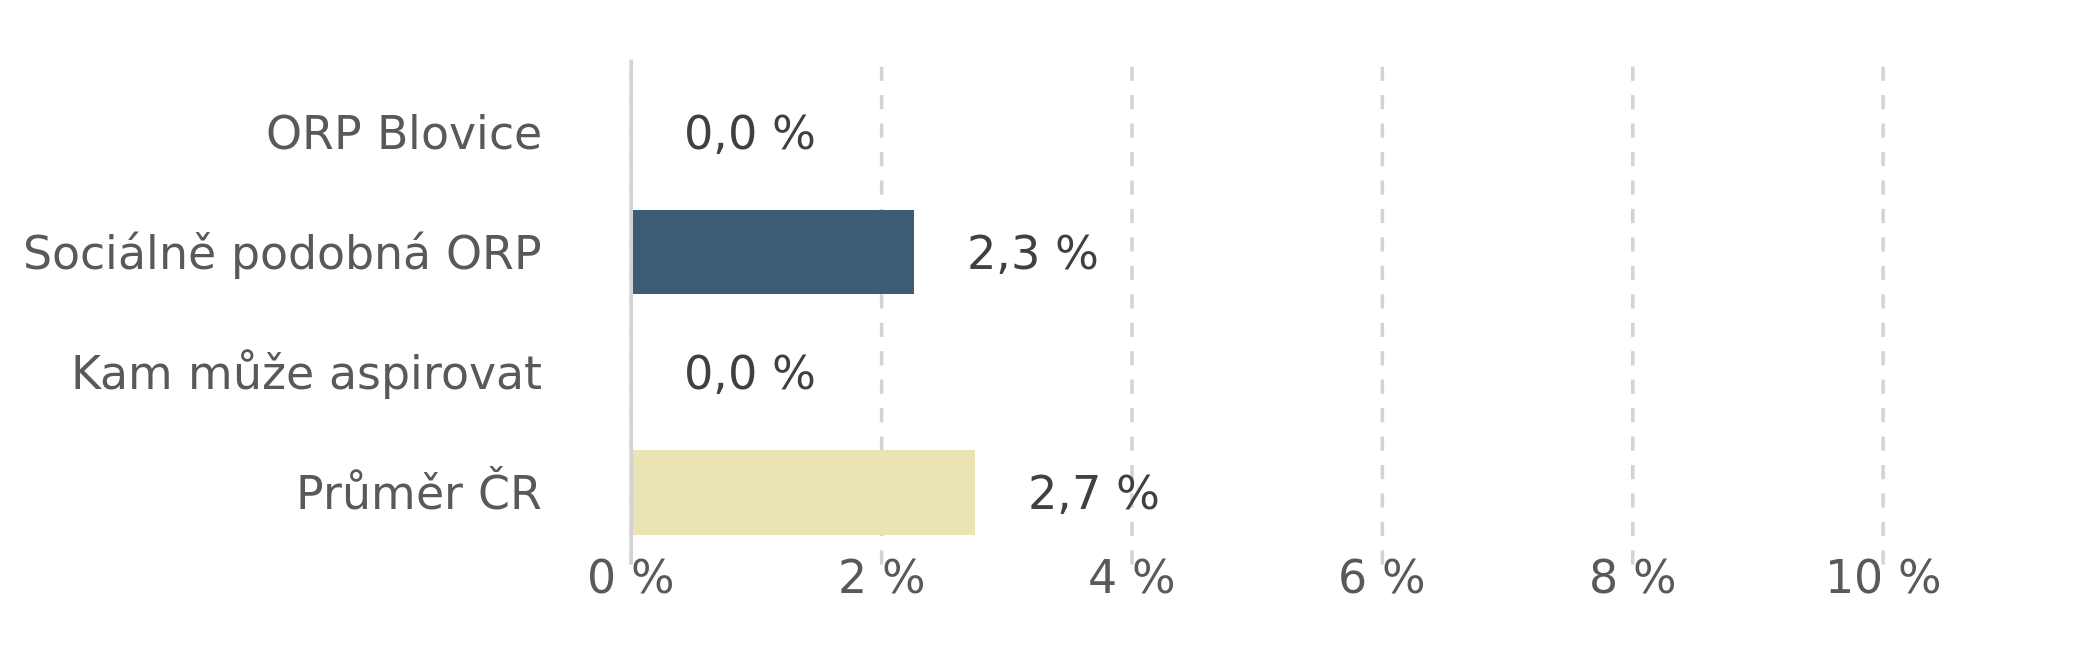 ORP Blovice 0,0 %
Sociálně podobná ORP 2,3 %
Kam může aspirovat 0,0 %
Průměr ČR 2,7 %
0 % 2 % 4 % 6 % 8 % 10 %